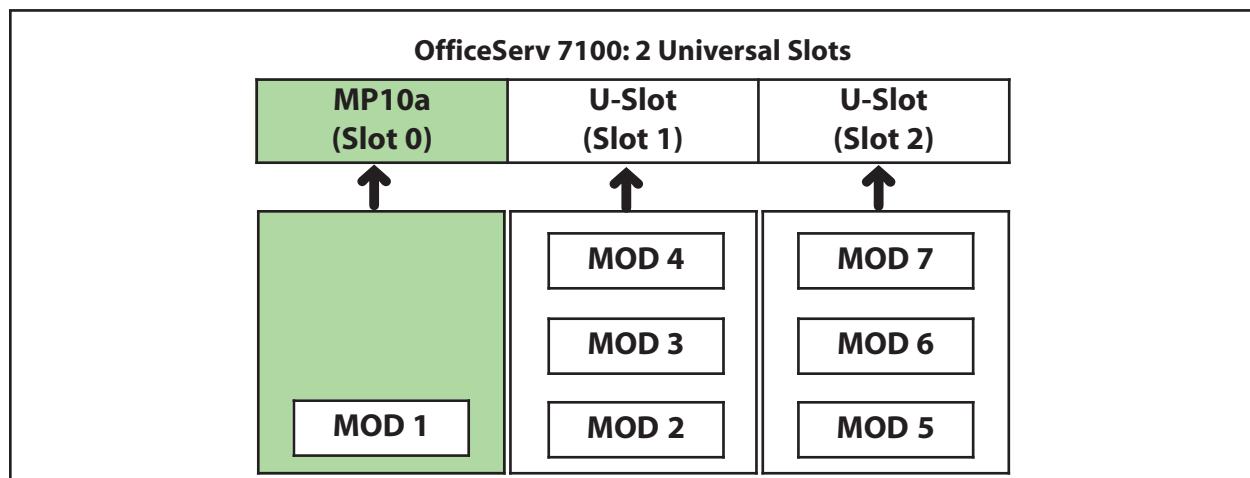 OfficeServ 7100: 2 Universal Slots
MP10a
(Slot 0)
U-Slot
(Slot 1)
U-Slot
(Slot 2)
MOD 4
MOD 7
MOD 3
MOD 6
MOD 1
MOD 2
MOD 5